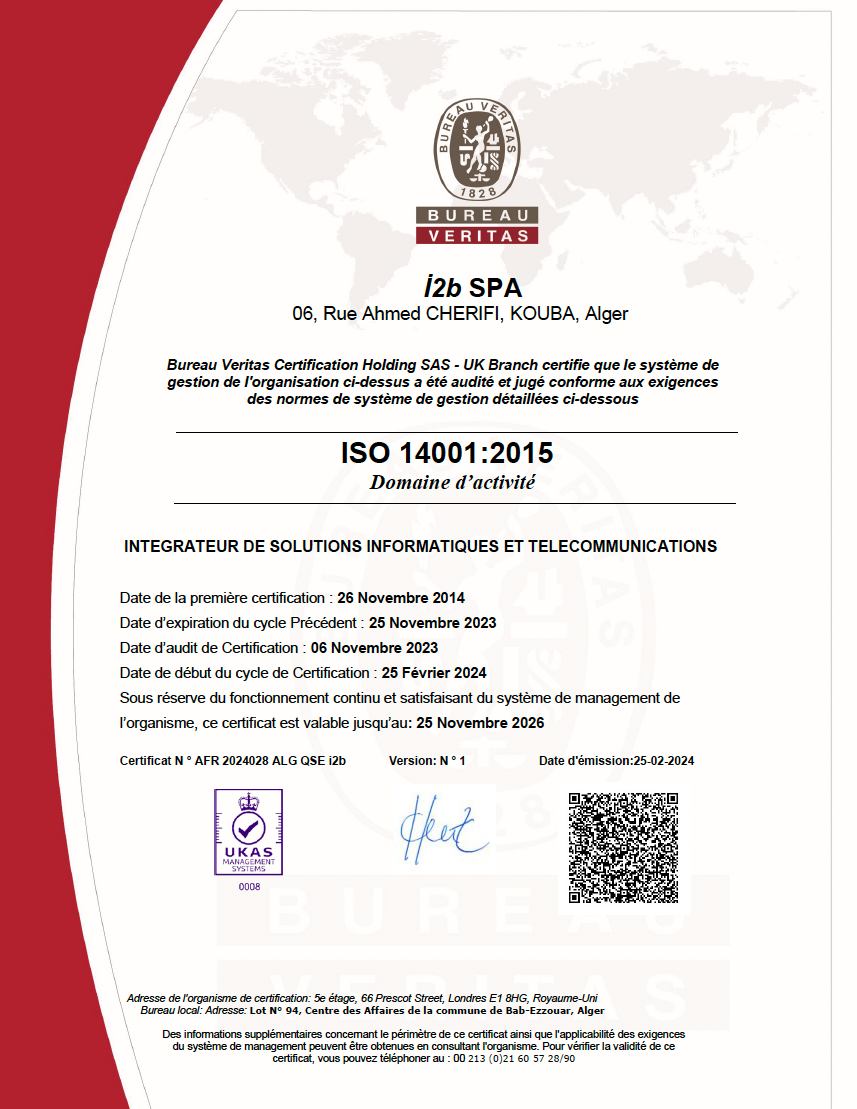 BUREAU VERITAS
1828
BUREAU
VERITAS
i2b SPA
06, Rue Ahmed CHERIFI, KOUBA, Alger
Bureau Veritas Certification Holding SAS - UK Branch certifie que le système de
gestion de l'organisation ci-dessus a été audité et jugé conforme aux exigences
des normes de système de gestion détaillées ci-dessous
ISO 14001:2015
Domaine d'activité
INTEGRATEUR DE SOLUTIONS INFORMATIQUES ET TELECOMMUNICATIONS
Date de la première certification : 26 Novembre 2014
Date d'expiration du cycle Précédent : 25 Novembre 2023
Date d'audit de Certification : 06 Novembre 2023
Date de début du cycle de Certification : 25 Février 2024
Sous réserve du fonctionnement continu et satisfaisant du système de management de
l'organisme, ce certificat est valable jusqu'au: 25 Novembre 2026
Certificat N ° AFR 2024028 ALG QSE i2b Version: N ° 1 Date d'émission:25-02-2024
UKAS
MANAGEMENT
SYSTEMS
0008
BUREAU
VERITAS
Adresse de l'organisme de certification: 5e étage, 66 Prescot Street, Londres E1 8HG, Royaume-Uni
Bureau local: Adresse: Lot N° 94, Centre des Affaires de la commune de Bab-Ezzouar, Alger
Des informations supplémentaires concernant le périmètre de ce certificat ainsi que l'applicabilité des exigences
du système de management peuvent être obtenues en consultant l'organisme. Pour vérifier la validité de ce
certificat, vous pouvez téléphoner au : 00 213 (0)21 60 57 28/90